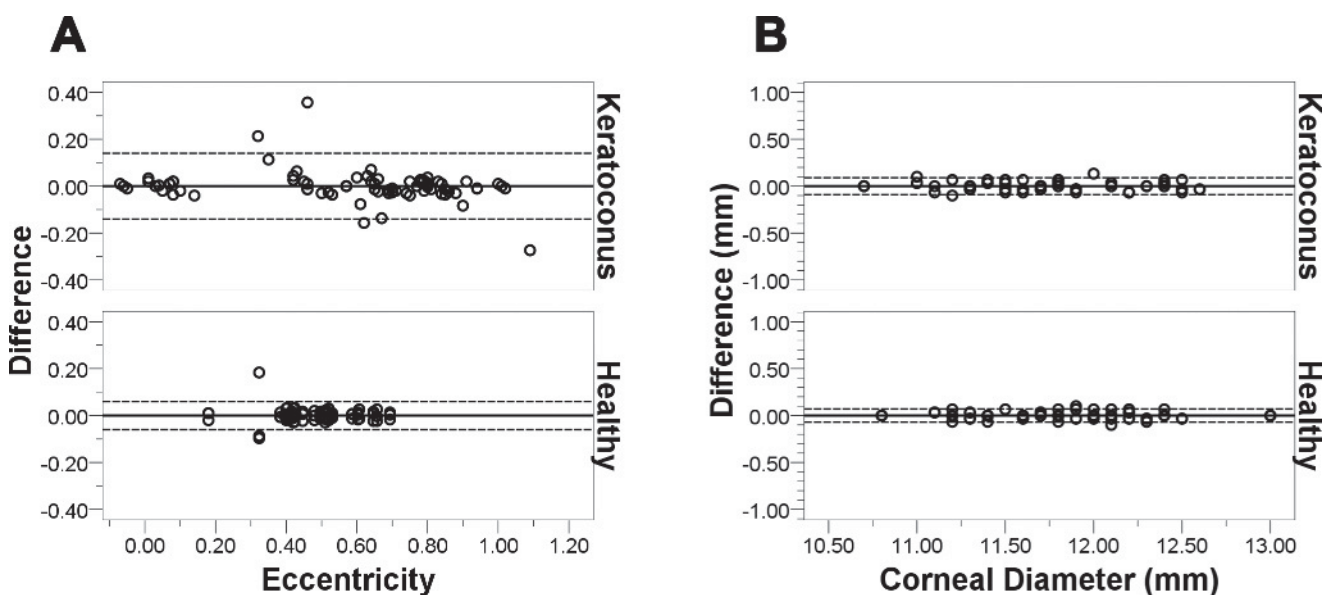 A
Difference
0.40
0.20
0.00
-0.20
-0.40
Keratoconus
0.40
0.20
0.00
-0.20
-0.40
Healthy
0.00 0.20 0.40 0.60 0.80 1.00 1.20
Eccentricity
B
Difference (mm)
1.00
0.50
0.00
-0.50
-1.00
Keratoconus
1.00
0.50
0.00
-0.50
-1.00
Healthy
10.50 11.00 11.50 12.00 12.50 13.00
Corneal Diameter (mm)